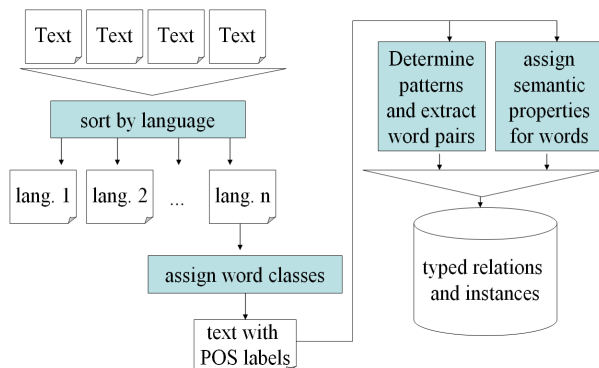 Text
Text
Text
Text
sort by language
lang. 1
lang. 2
...
lang. n
assign word classes
text with
POS labels
Determine
patterns
and extract
word pairs
assign
semantic
properties
for words
typed relations
and instances